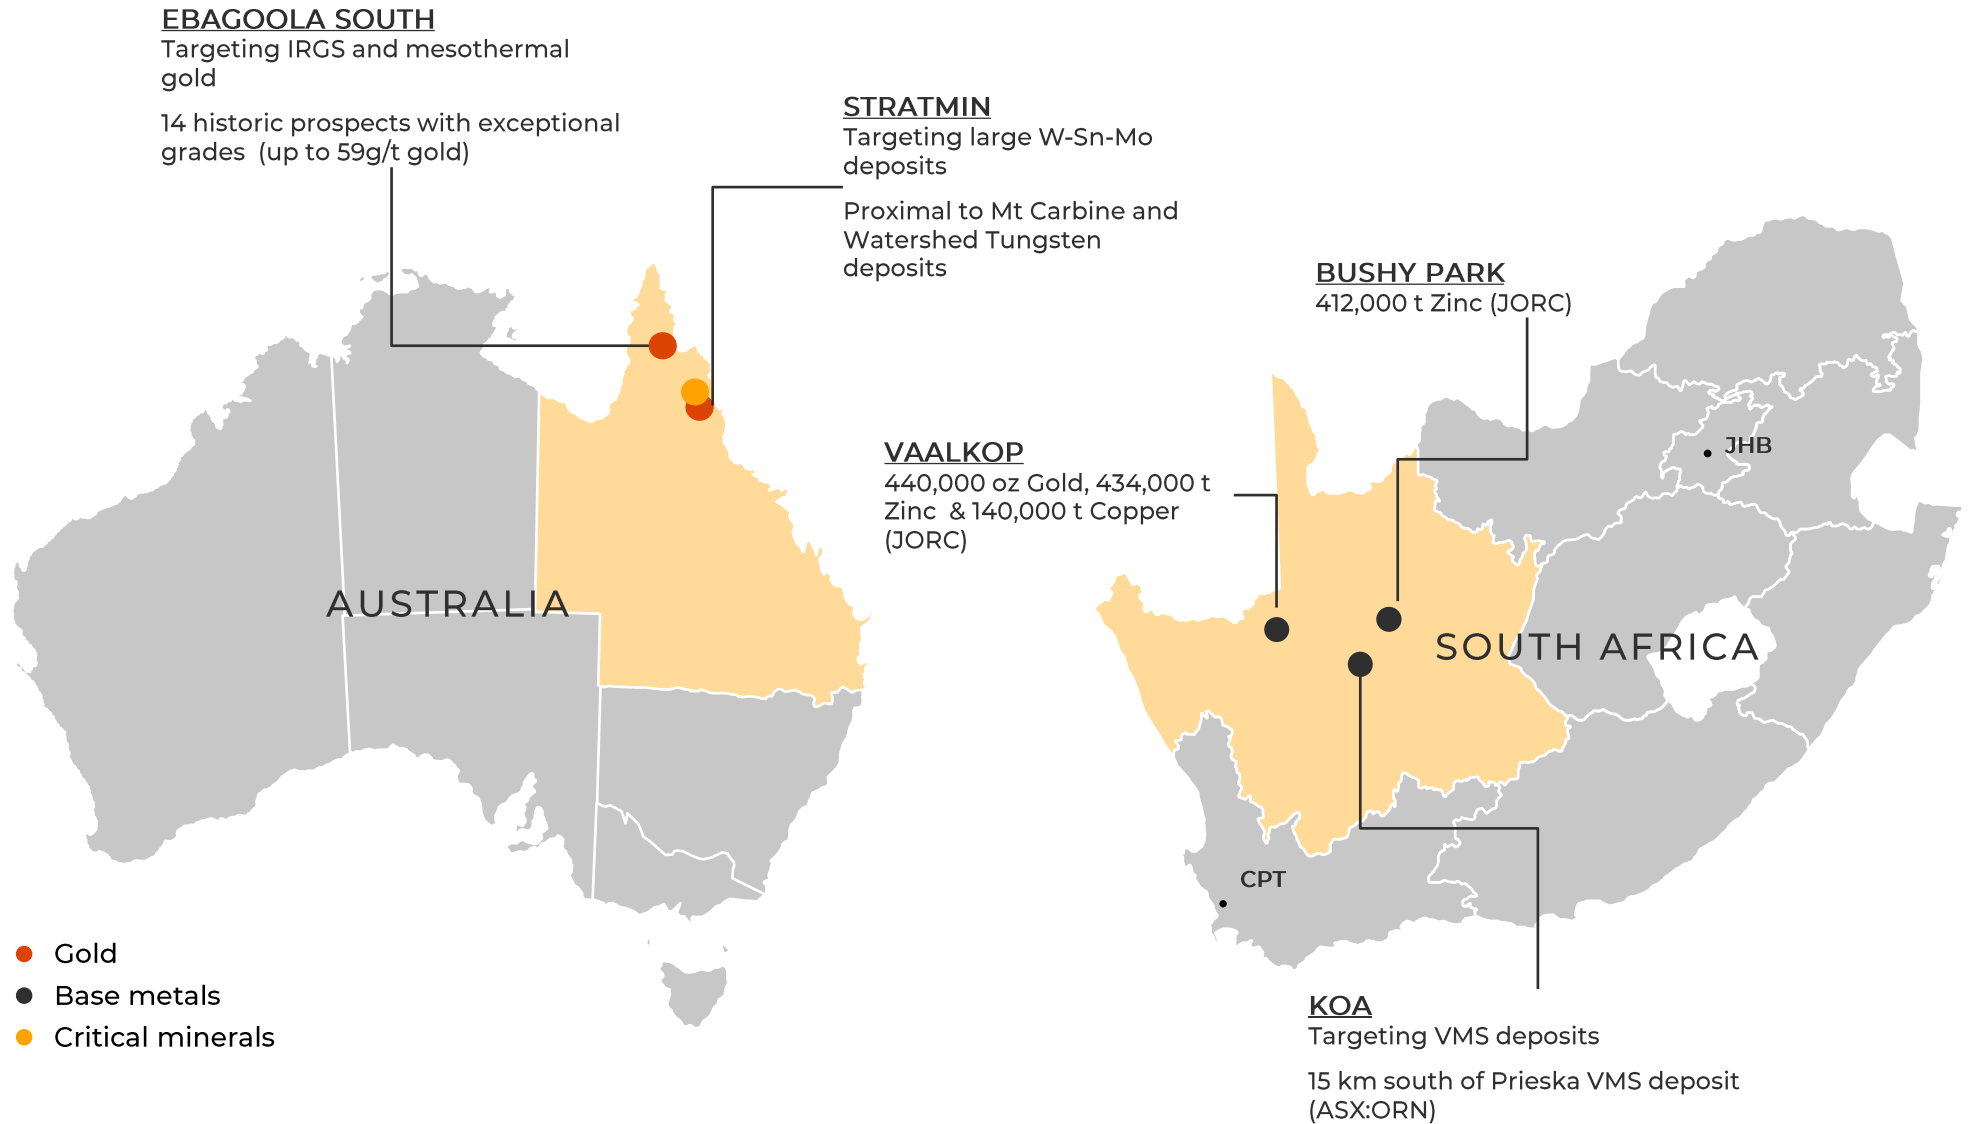 EBAGOOLA SOUTH
Targeting IRGS and mesothermal
gold
14 historic prospects with exceptional
grades (up to 59g/t gold)
STRATMIN
Targeting large W-Sn-Mo
deposits
Proximal to Mt Carbine and
Watershed Tungsten
deposits
BUSHY PARK
412,000 t Zinc (JORC)
VAALKOP
440,000 oz Gold, 434,000 t
Zinc & 140,000 t Copper
(JORC)
JHB
AUSTRALIA
SOUTH AFRICA
CPT
Gold
Base metals
Critical minerals
KOA
Targeting VMS deposits
15 km south of Prieska VMS deposit
(ASX:ORN)